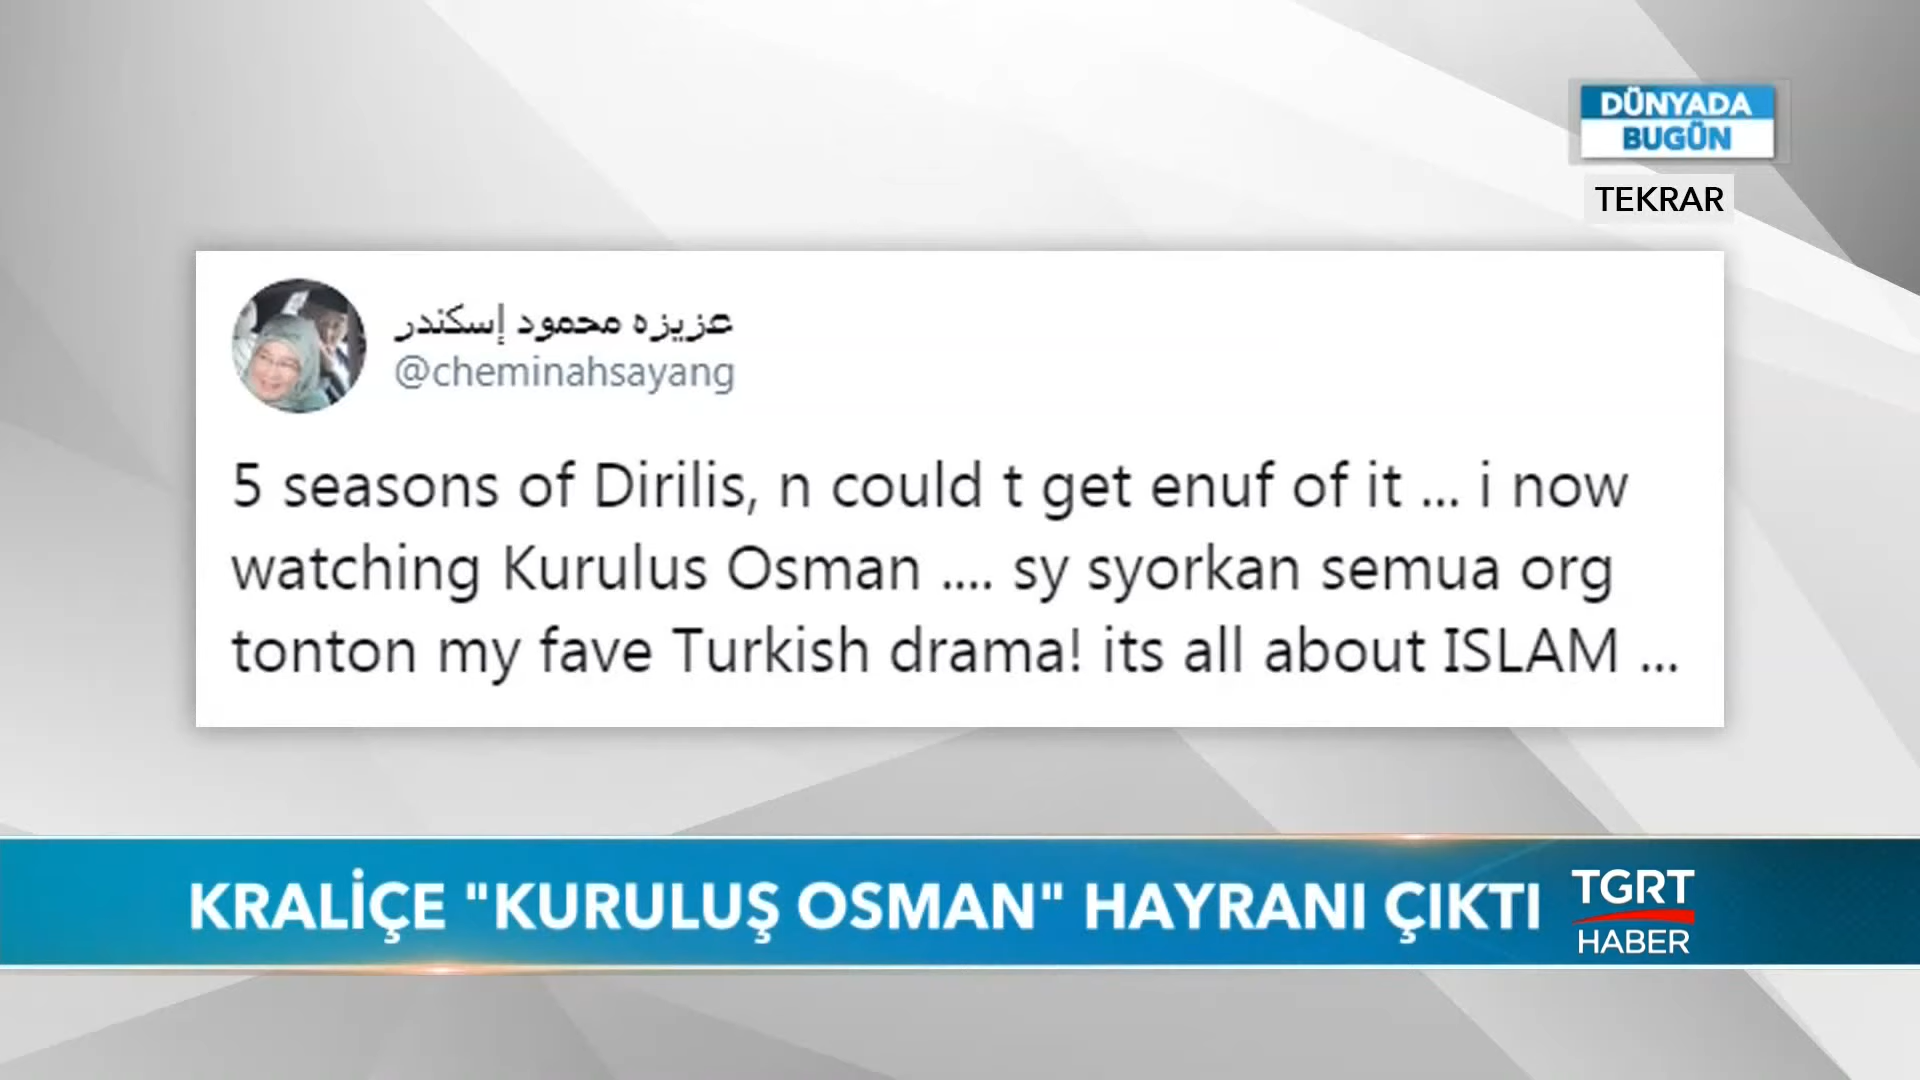 DÜNYADA
BUGÜN
TEKRAR
عزيزه محمود إسكندر
@cheminahsayang
5 seasons of Dirilis, n could t get enuf of it ... i now
watching Kurulus Osman .... sy syorkan semua org
tonton my fave Turkish drama! its all about ISLAM ...
KRALİÇE "KURULUŞ OSMAN" HAYRANI ÇIKTI
TGRT
HABER